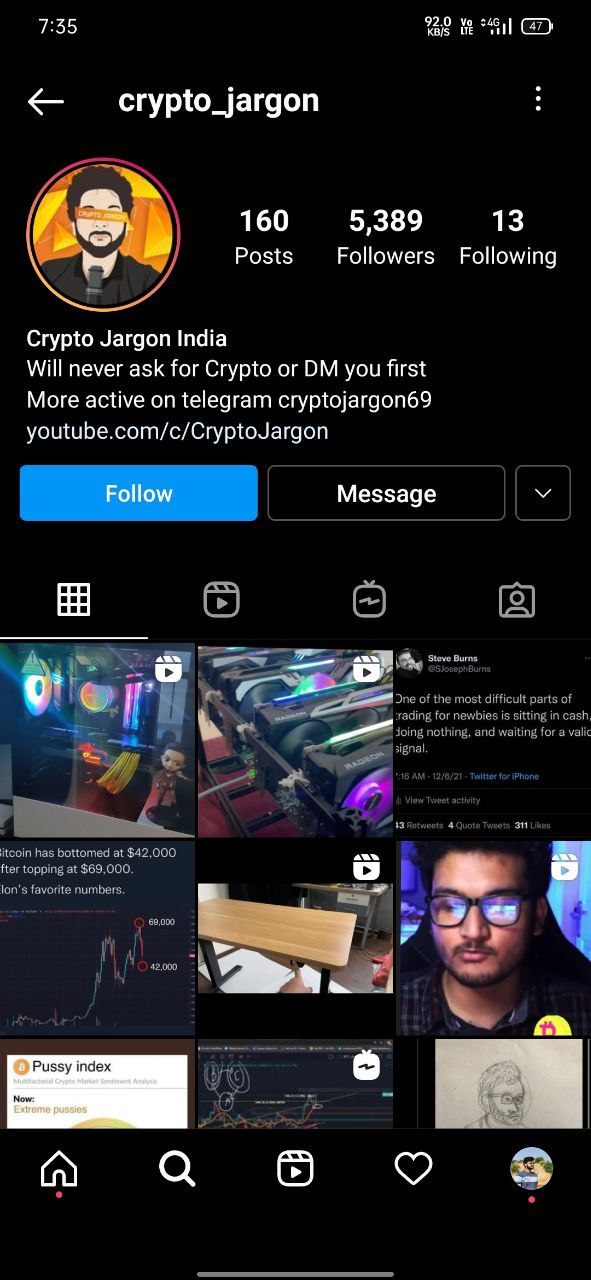 7:35
92.0
KB/S
Vo
LTE
4G
47
crypto_jargon
CRYPTO JARGON
160
Posts
5,389
Followers
13
Following
Crypto Jargon India
Will never ask for Crypto or DM you first
More active on telegram cryptojargon69
youtube.com/c/CryptoJargon
Follow
Message
RADEON
RADEON
Steve Burns
@SJosephBurns
One of the most difficult parts of
trading for newbies is sitting in cash,
doing nothing, and waiting for a valid
signal.
7:16 AM · 12/6/21 · Twitter for iPhone
View Tweet activity
43 Retweets 4 Quote Tweets 311 Likes
Bitcoin has bottomed at $42,000
after topping at $69,000.
Elon's favorite numbers.
69,000
42,000
Pussy index
Multifactorial Crypto Market Sentiment Analysis
Now:
Extreme pussies